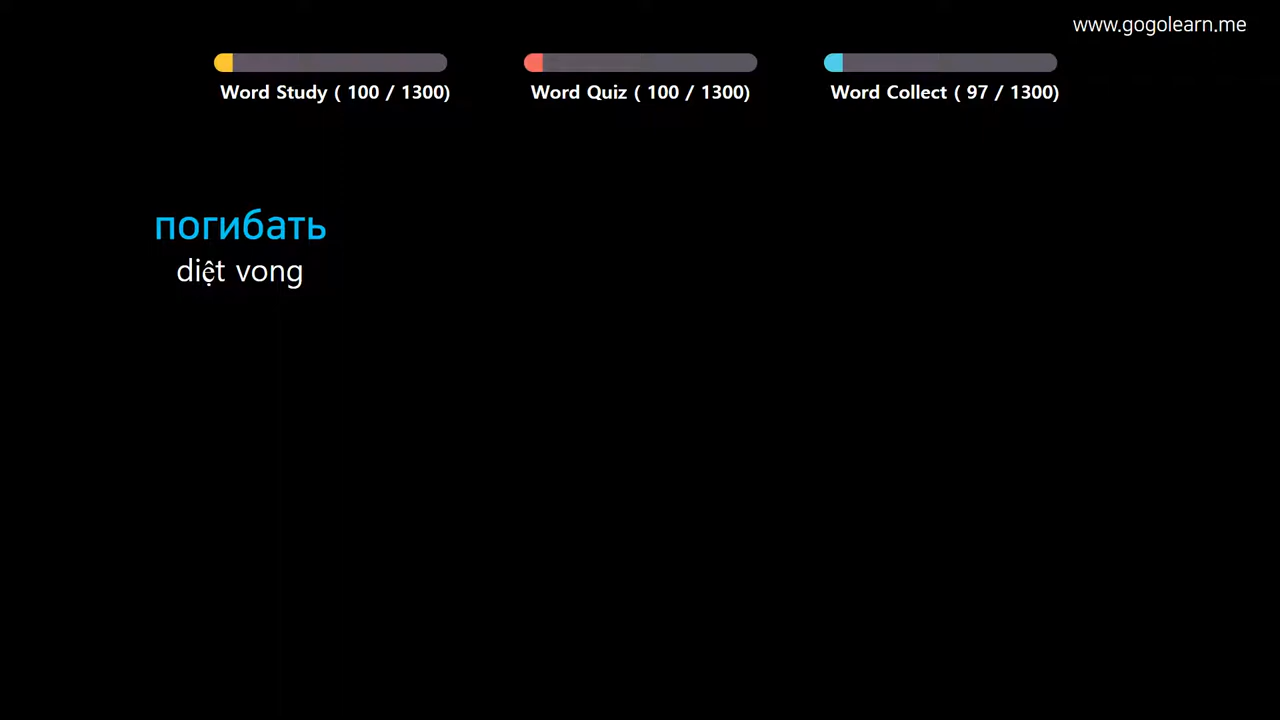 www.gogolearn.me
Word Study ( 100 / 1300)
Word Quiz ( 100 / 1300)
Word Collect ( 97 / 1300)
погибать
diệt vong